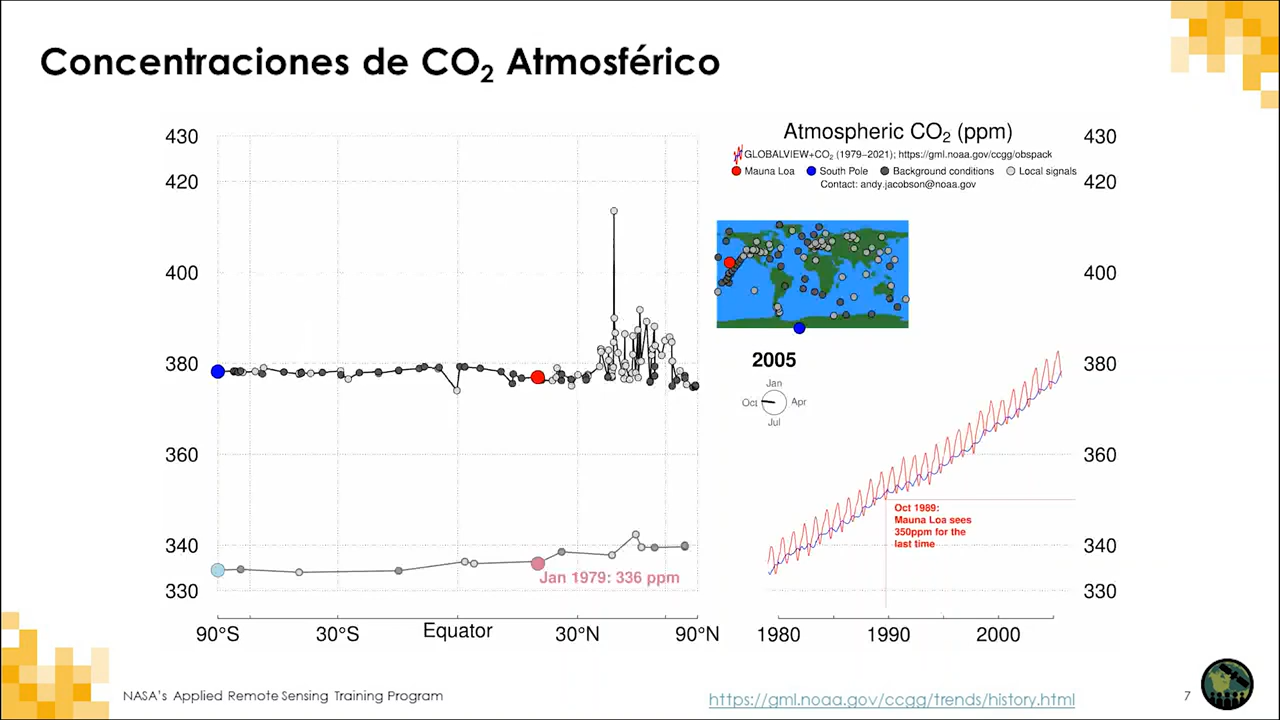 Concentraciones de CO₂ Atmosférico
430
420
400
380
360
340
330
Jan 1979: 336 ppm
90°S
30°S
Equator
30°N
90°N
Atmospheric CO₂ (ppm)
GLOBALVIEW+CO₂ (1979–2021); https://gml.noaa.gov/ccgg/obspack
Mauna Loa
South Pole
Background conditions
Local signals
Contact: andy.jacobson@noaa.gov
2005
Jan
Oct
Apr
Jul
Oct 1989:
Mauna Loa sees
350ppm for the
last time
430
420
400
380
360
340
330
1980
1990
2000
NASA's Applied Remote Sensing Training Program
https://gml.noaa.gov/ccgg/trends/history.html
7